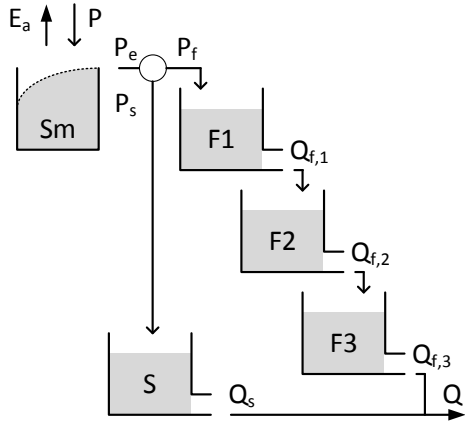 Eₐ P
Pₑ P_f
Pₛ
Sm
F1
Q_f,1
F2
Q_f,2
F3
Q_f,3
S
Qₛ
Q